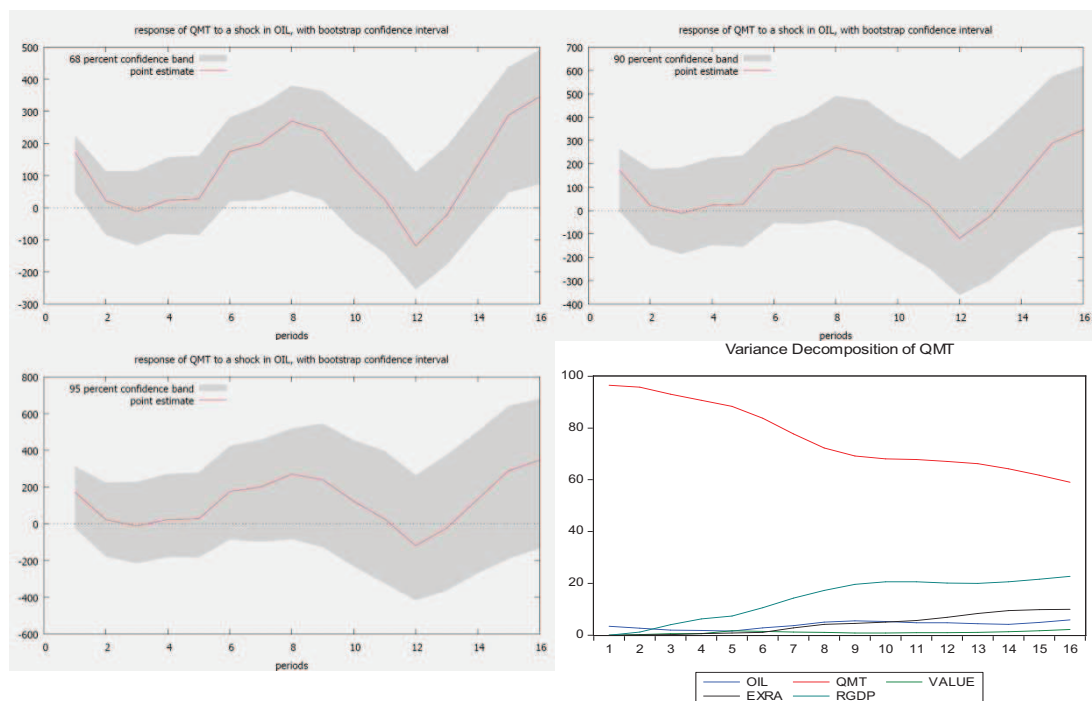 response of QMT to a shock in OIL, with bootstrap confidence interval
500
400
300
200
100
0
-100
-200
-300
68 percent confidence band
point estimate
0 2 4 6 8 10 12 14 16
periods
response of QMT to a shock in OIL, with bootstrap confidence interval
700
600
500
400
300
200
100
0
-100
-200
-300
-400
90 percent confidence band
point estimate
0 2 4 6 8 10 12 14 16
periods
response of QMT to a shock in OIL, with bootstrap confidence interval
800
600
400
200
0
-200
-400
-600
95 percent confidence band
point estimate
0 2 4 6 8 10 12 14 16
periods
Variance Decomposition of QMT
100
80
60
40
20
0
1 2 3 4 5 6 7 8 9 10 11 12 13 14 15 16
OIL QMT VALUE
EXRA RGDP